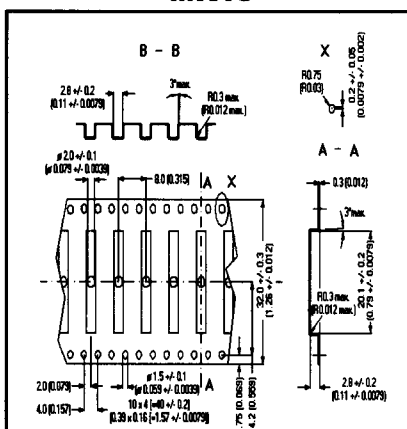 B - B
X
2.8 +/- 0.2
(0.11 +/- 0.0079)
3°max.
R0.3 max.
(R0.012 max.)
R0.75
(R0.03)
0.2 +/- 0.05
(0.0079 +/- 0.002)
A - A
ø 2.0 +/- 0.1
(ø 0.079 +/- 0.0039)
8.0 (0.315)
A
X
0.3 (0.012)
3°max.
32.0 +/- 0.3
(1.26 +/- 0.012)
20.1 +/- 0.2
(0.79 +/- 0.0079)
R0.3 max.
(R0.012 max.)
ø 1.5 +/- 0.1
(ø 0.059 +/- 0.0039)
A
2.0 (0.079)
4.0 (0.157)
10 x 4 [=40 +/- 0.2]
(0.39 x 0.16 [=1.57 +/- 0.0079])
.75 (0.069)
4.2 (0.559)
2.8 +/- 0.2
(0.11 +/- 0.0079)